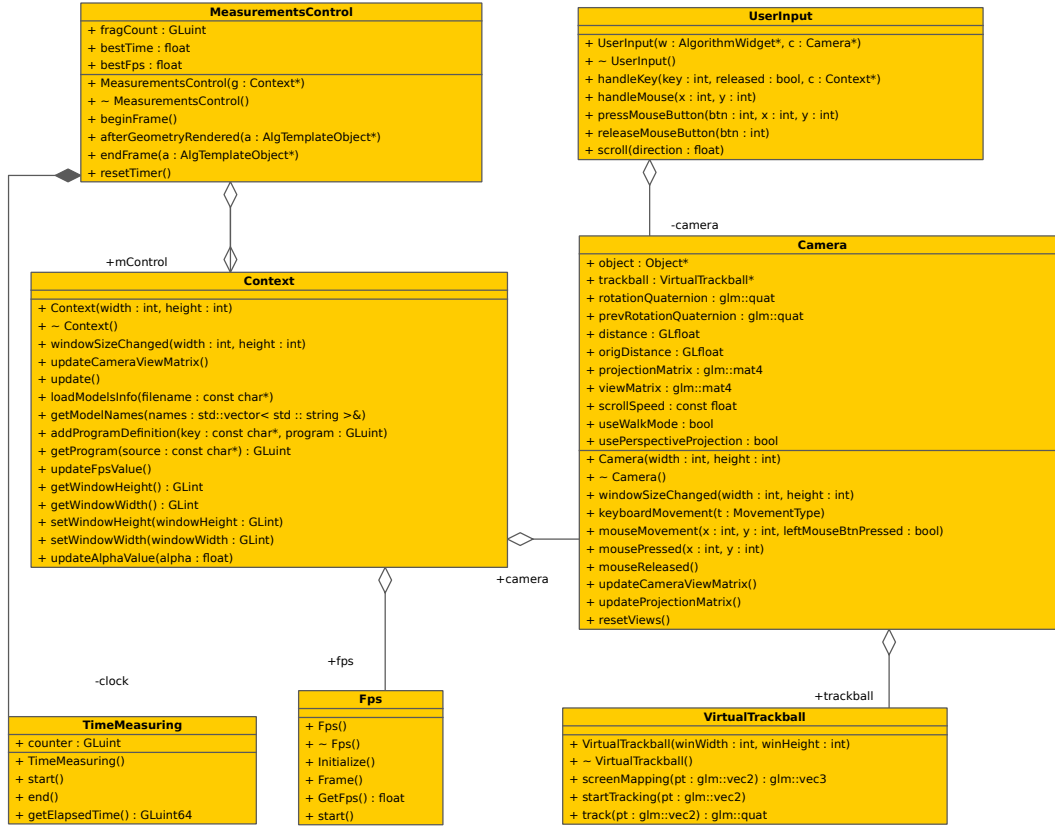 MeasurementsControl
+ fragCount : GLuint
+ bestTime : float
+ bestFps : float
+ MeasurementsControl(g : Context*)
+ ~ MeasurementsControl()
+ beginFrame()
+ afterGeometryRendered(a : AlgTemplateObject*)
+ endFrame(a : AlgTemplateObject*)
+ resetTimer()
UserInput
+ UserInput(w : AlgorithmWidget*, c : Camera*)
+ ~ UserInput()
+ handleKey(key : int, released : bool, c : Context*)
+ handleMouse(x : int, y : int)
+ pressMouseButton(btn : int, x : int, y : int)
+ releaseMouseButton(btn : int)
+ scroll(direction : float)
-camera
+mControl
Context
+ Context(width : int, height : int)
+ ~ Context()
+ windowSizeChanged(width : int, height : int)
+ updateCameraViewMatrix()
+ update()
+ loadModelsInfo(filename : const char*)
+ getModelNames(names : std::vector< std :: string >&)
+ addProgramDefinition(key : const char*, program : GLuint)
+ getProgram(source : const char*) : GLuint
+ updateFpsValue()
+ getWindowHeight() : GLint
+ getWindowWidth() : GLint
+ setWindowHeight(windowHeight : GLint)
+ setWindowWidth(windowWidth : GLint)
+ updateAlphaValue(alpha : float)
Camera
+ object : Object*
+ trackball : VirtualTrackball*
+ rotationQuaternion : glm::quat
+ prevRotationQuaternion : glm::quat
+ distance : GLfloat
+ origDistance : GLfloat
+ projectionMatrix : glm::mat4
+ viewMatrix : glm::mat4
+ scrollSpeed : const float
+ useWalkMode : bool
+ usePerspectiveProjection : bool
+ Camera(width : int, height : int)
+ ~ Camera()
+ windowSizeChanged(width : int, height : int)
+ keyboardMovement(t : MovementType)
+ mouseMovement(x : int, y : int, leftMouseBtnPressed : bool)
+ mousePressed(x : int, y : int)
+ mouseReleased()
+ updateCameraViewMatrix()
+ updateProjectionMatrix()
+ resetViews()
+camera
+fps
-clock
+trackball
TimeMeasuring
+ counter : GLuint
+ TimeMeasuring()
+ start()
+ end()
+ getElapsedTime() : GLuint64
Fps
+ Fps()
+ ~ Fps()
+ Initialize()
+ Frame()
+ GetFps() : float
+ start()
VirtualTrackball
+ VirtualTrackball(winWidth : int, winHeight : int)
+ ~ VirtualTrackball()
+ screenMapping(pt : glm::vec2) : glm::vec3
+ startTracking(pt : glm::vec2)
+ track(pt : glm::vec2) : glm::quat